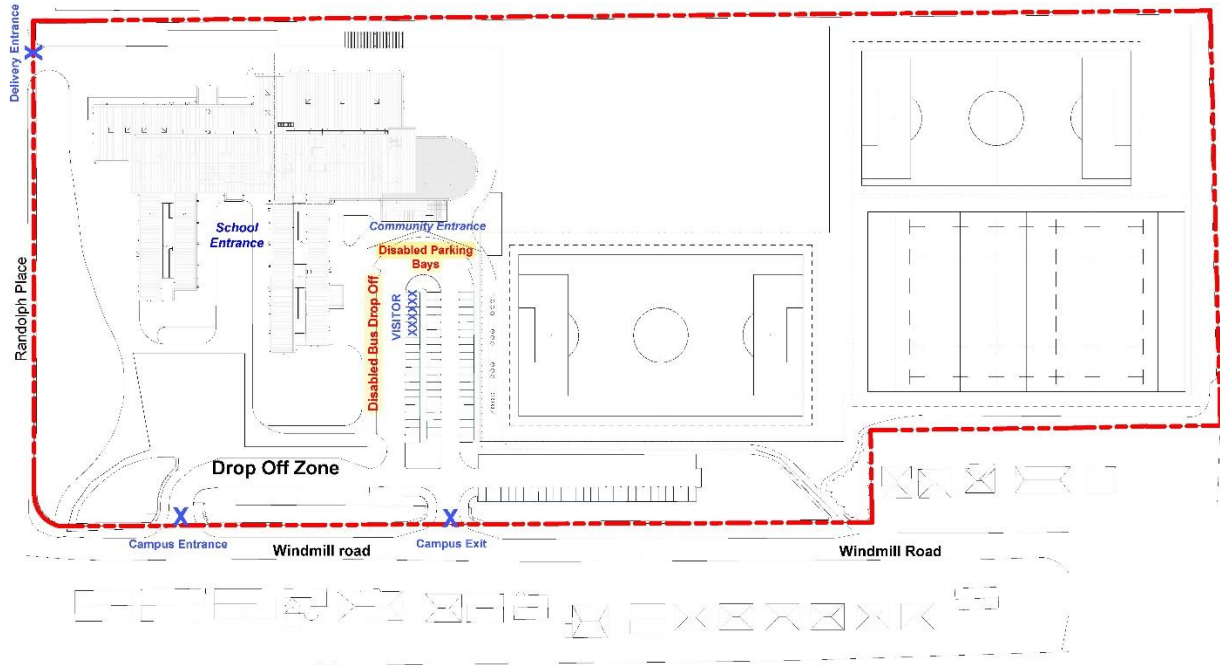 Delivery Entrance
School
Entrance
Community Entrance
Disabled Parking
Bays
Disabled Bus Drop Off
VISITOR
XXXXXX
Randolph Place
Drop Off Zone
X
X
X
Campus Entrance
Windmill road
Campus Exit
Windmill Road